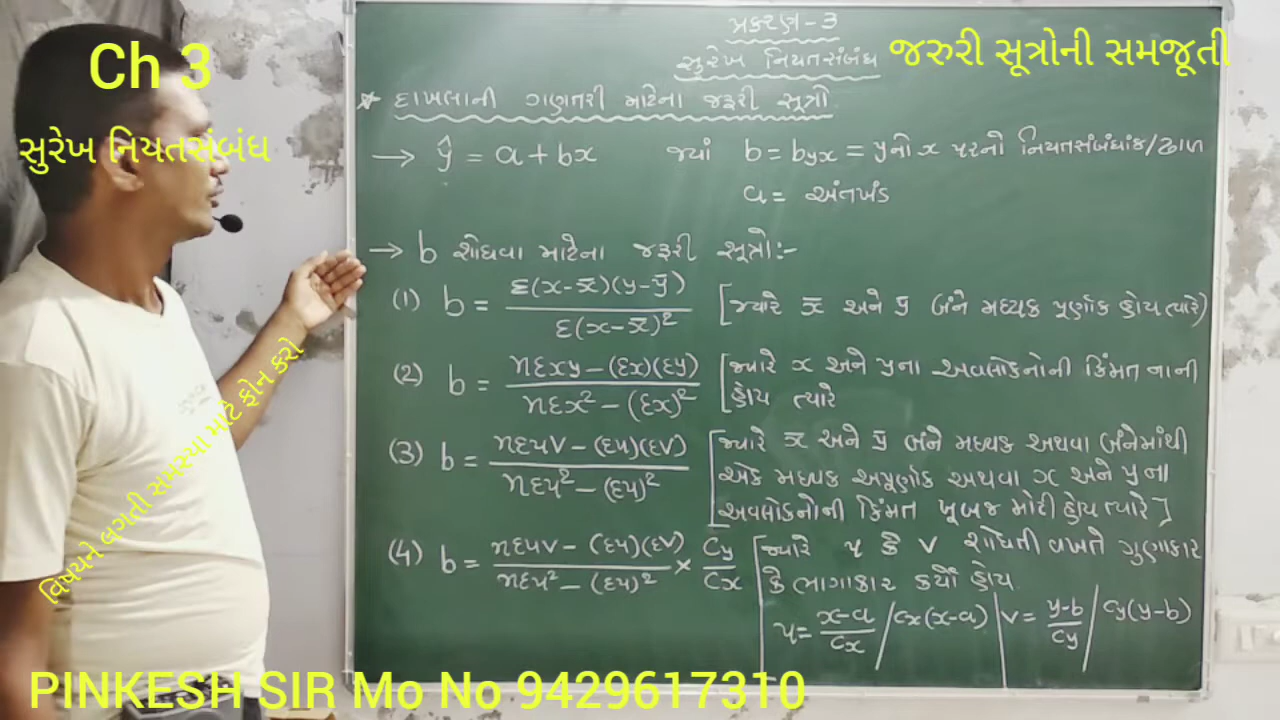 Ch 3
સુરેખ નિયતસંબંધ
જરુરી સૂત્રોની સમજૂતી
પ્રકરણ-3
સુરેખ નિયતસંબંધ
* દાખલાની ગણતરી માટેના જરૂરી સૂત્રો
→ ŷ = a + bx જ્યાં b = byx = yનો x પરનો નિયતસંબંધાંક/ઢાળ
a = અંતખંડ
→ b શોધવા માટેના જરૂરી સૂત્રો:-
(1) b = Σ(x-x̄)(y-ȳ) / Σ(x-x̄)² [જ્યારે x̄ અને ȳ બંને મધ્યક પૂર્ણાંક હોય ત્યારે)
(2) b = nΣxy - (Σx)(Σy) / nΣx² - (Σx)² [જ્યારે x અને yના અવલોકનોની કિંમત નાની
હોય ત્યારે
(3) b = nΣuv - (Σu)(Σv) / nΣu² - (Σu)² [જ્યારે x̄ અને ȳ બંને મધ્યક અથવા બંનેમાંથી
એક મધ્યક અપૂર્ણાંક અથવા x અને yના
અવલોકનોની કિંમત ખૂબજ મોટી હોય ત્યારે]
(4) b = nΣuv - (Σu)(Σv) / nΣu² - (Σu)² × Cy / Cx [જ્યારે u કે v શોધતી વખતે ગુણાકાર
કે ભાગાકાર કર્યો હોય.
u = x-a / Cx / Cx(x-a) | v = y-b / Cy / Cy(y-b)
વિષયને લગતી સમસ્યા માટે ફોન કરો
PINKESH SIR Mo No 9429617310